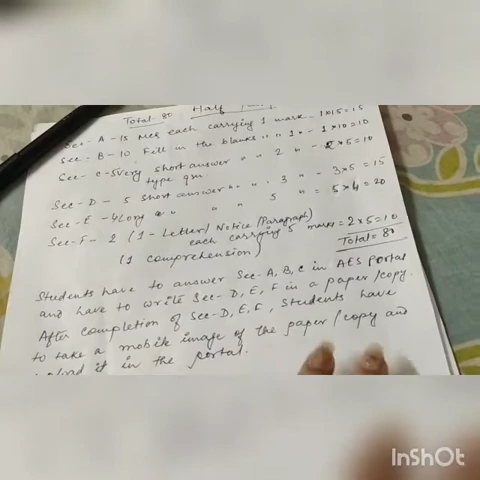 Total: 80 Half
Sec-A-15 MCQ each carrying 1 mark - 1×15=15
Sec-B-10 Fill in the blanks " " 1 " - 1×10=10
Sec-C-5 Very short answer " " 2 " - 2×5=10
type qns
Sec-D-5 Short answer " " 3 " - 3×5=15
Sec-E-4 Long " " " 5 " = 5×4=20
Sec-F-2 (1-Letter/Notice/Paragraph)
each carrying 5 marks = 2×5=10
(1 comprehension) Total=80
Students have to answer Sec-A,B,C in AES portal
and have to write Sec-D,E,F in a paper/copy.
After completion of Sec-D,E,F, Students have
to take a mobile image of the paper/copy and
upload it in the portal.
InShOt